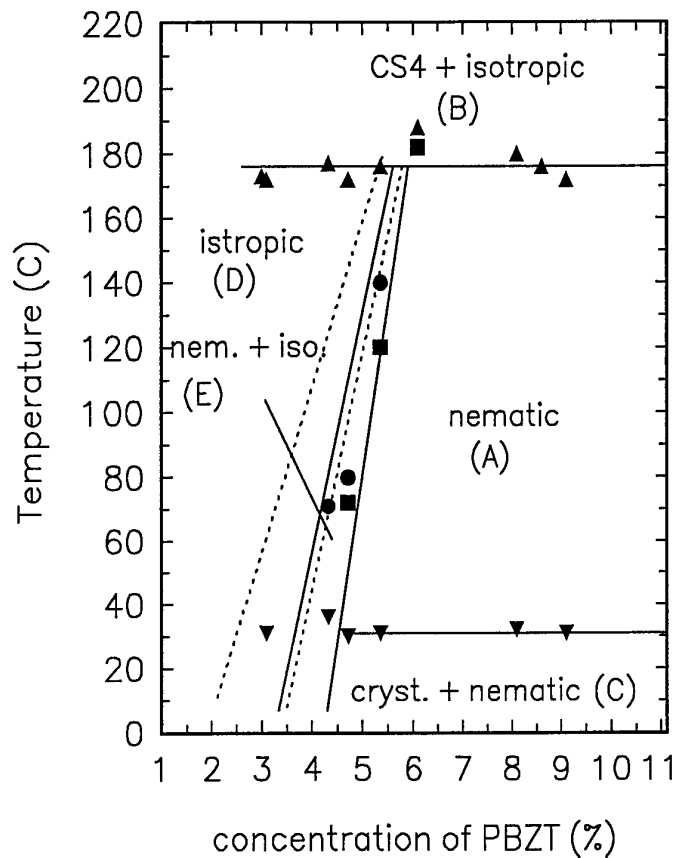 220
200
180
160
140
120
100
80
60
40
20
0
Temperature (C)
CS4 + isotropic
(B)
istropic
(D)
nem. + iso.
(E)
nematic
(A)
cryst. + nematic (C)
1 2 3 4 5 6 7 8 9 10 11
concentration of PBZT (%)